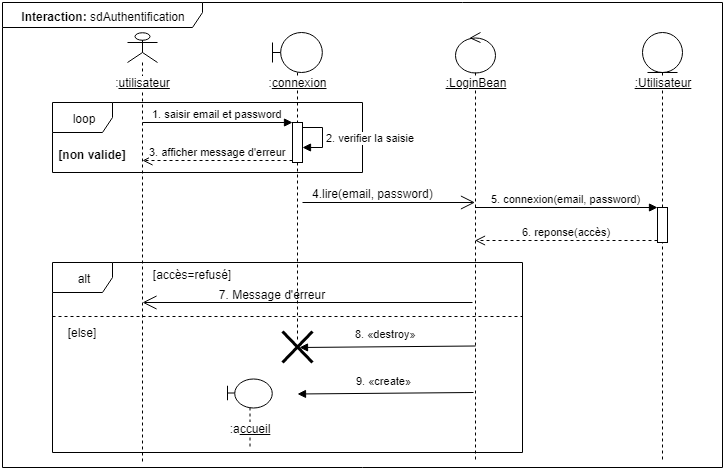 Interaction: sdAuthentification
:utilisateur
:connexion
:LoginBean
:Utilisateur
loop
1. saisir email et password
2. verifier la saisie
[non valide]
3. afficher message d'erreur
4.lire(email, password)
5. connexion(email, password)
6. reponse(accès)
alt
[accès=refusé]
7. Message d'erreur
[else]
8. «destroy»
9. «create»
:accueil